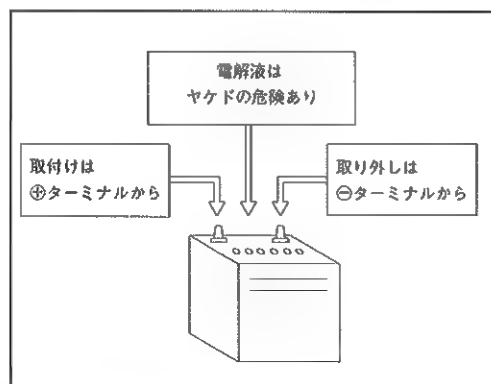 電解液は
ヤケドの危険あり
取付けは
⊕ターミナルから
取り外しは
⊖ターミナルから